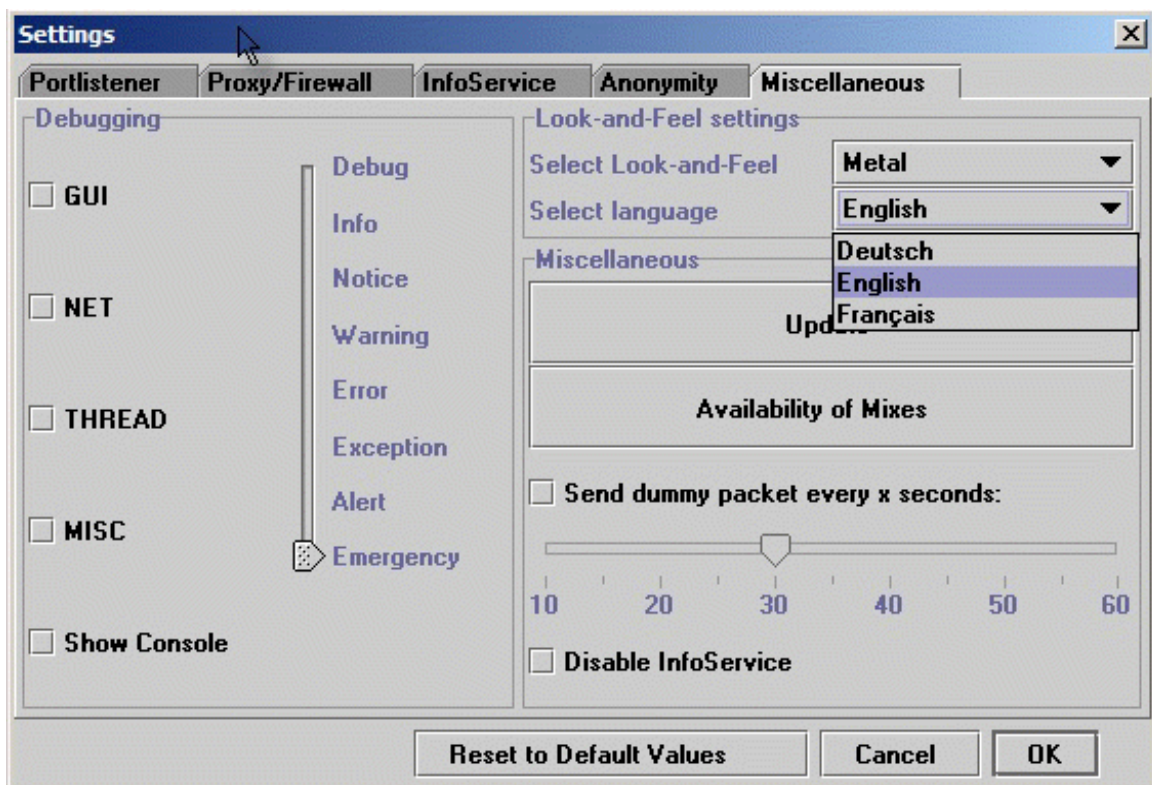 Settings
Portlistener Proxy/Firewall InfoService Anonymity Miscellaneous
Debugging
GUI
NET
THREAD
MISC
Show Console
Debug
Info
Notice
Warning
Error
Exception
Alert
Emergency
Look-and-Feel settings
Select Look-and-Feel Metal
Select language English
Deutsch
English
Français
Miscellaneous
Availability of Mixes
Send dummy packet every x seconds:
10 20 30 40 50 60
Disable InfoService
Reset to Default Values Cancel OK